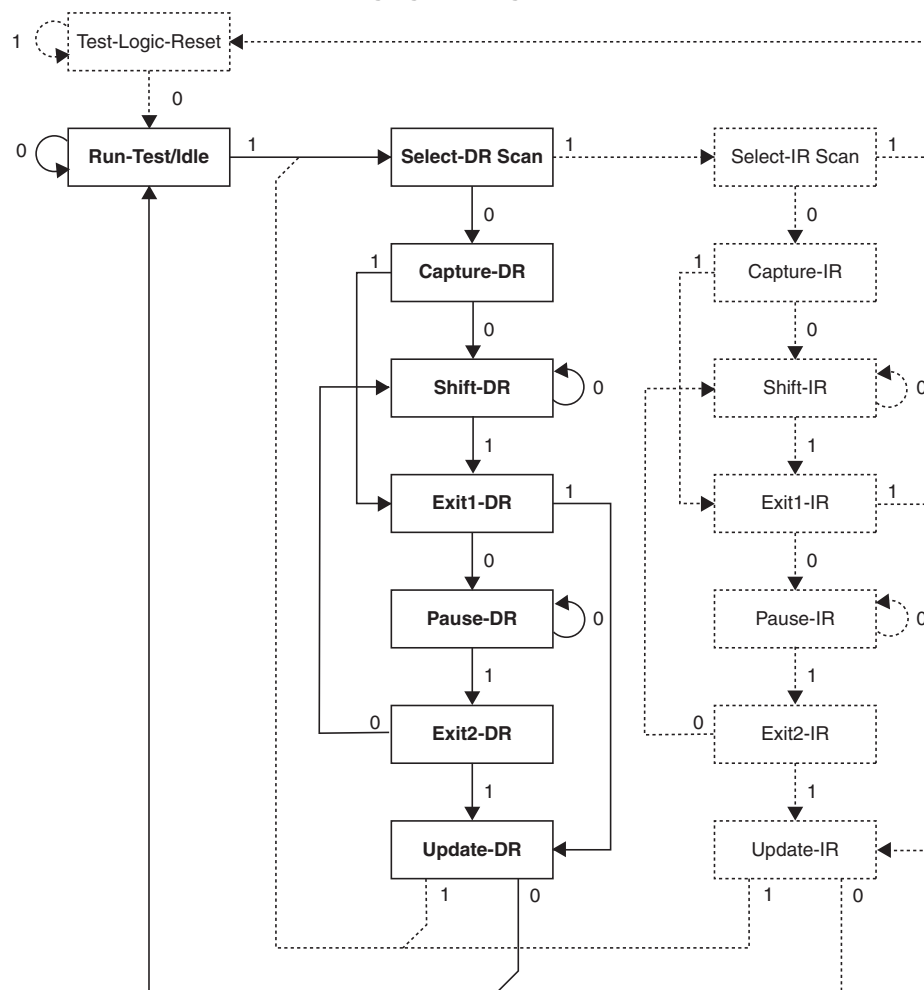 1
Test-Logic-Reset
0
0
Run-Test/Idle
1
Select-DR Scan
1
Select-IR Scan
1
0
0
1
Capture-DR
1
Capture-IR
0
0
Shift-DR
0
Shift-IR
0
1
1
Exit1-DR
1
Exit1-IR
1
0
0
Pause-DR
0
Pause-IR
0
1
1
0
Exit2-DR
0
Exit2-IR
1
1
Update-DR
Update-IR
1
0
1
0